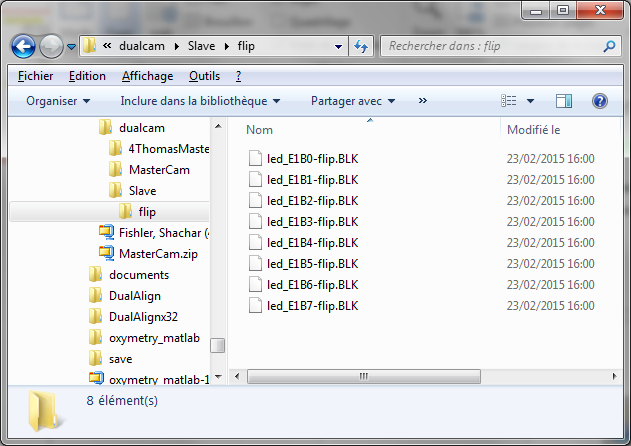 « dualcam Slave flip
Rechercher dans : flip
Fichier Edition Affichage Outils ?
Organiser Inclure dans la bibliothèque Partager avec »
dualcam
4ThomasMaste
MasterCam
Slave
flip
Fishler, Shachar (
MasterCam.zip
documents
DualAlign
DualAlignx32
oxymetry_matlab
save
oxymetry_matlab-1
Nom Modifié le
led_E1B0-flip.BLK 23/02/2015 16:00
led_E1B1-flip.BLK 23/02/2015 16:00
led_E1B2-flip.BLK 23/02/2015 16:00
led_E1B3-flip.BLK 23/02/2015 16:00
led_E1B4-flip.BLK 23/02/2015 16:00
led_E1B5-flip.BLK 23/02/2015 16:00
led_E1B6-flip.BLK 23/02/2015 16:00
led_E1B7-flip.BLK 23/02/2015 16:00
8 élément(s)